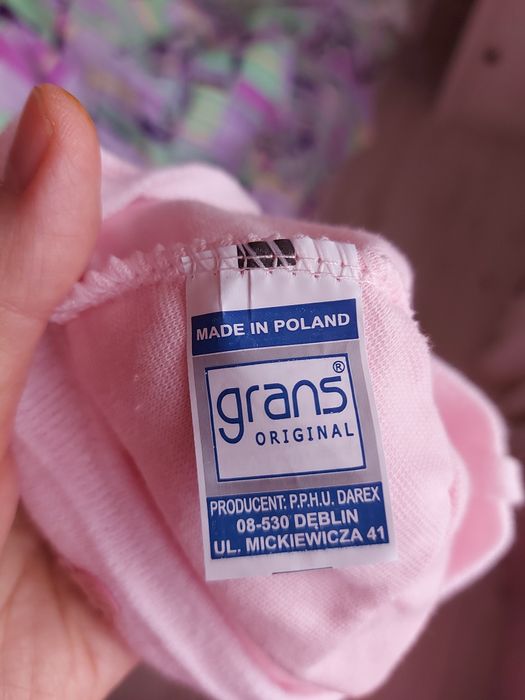 MADE IN POLAND
grans®
ORIGINAL
PRODUCENT: P.P.H.U. DAREX
08-530 DĘBLIN
UL. MICKIEWICZA 41